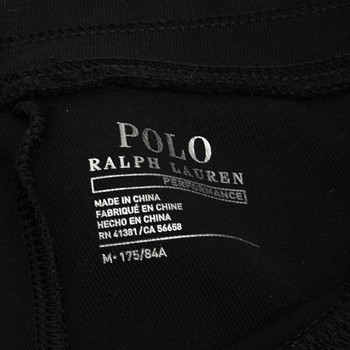 POLO
RALPH LAUREN
PERFORMANCE
MADE IN CHINA
FABRIQUÉ EN CHINE
HECHO EN CHINA
RN 41381 / CA 56658
M・175/84A